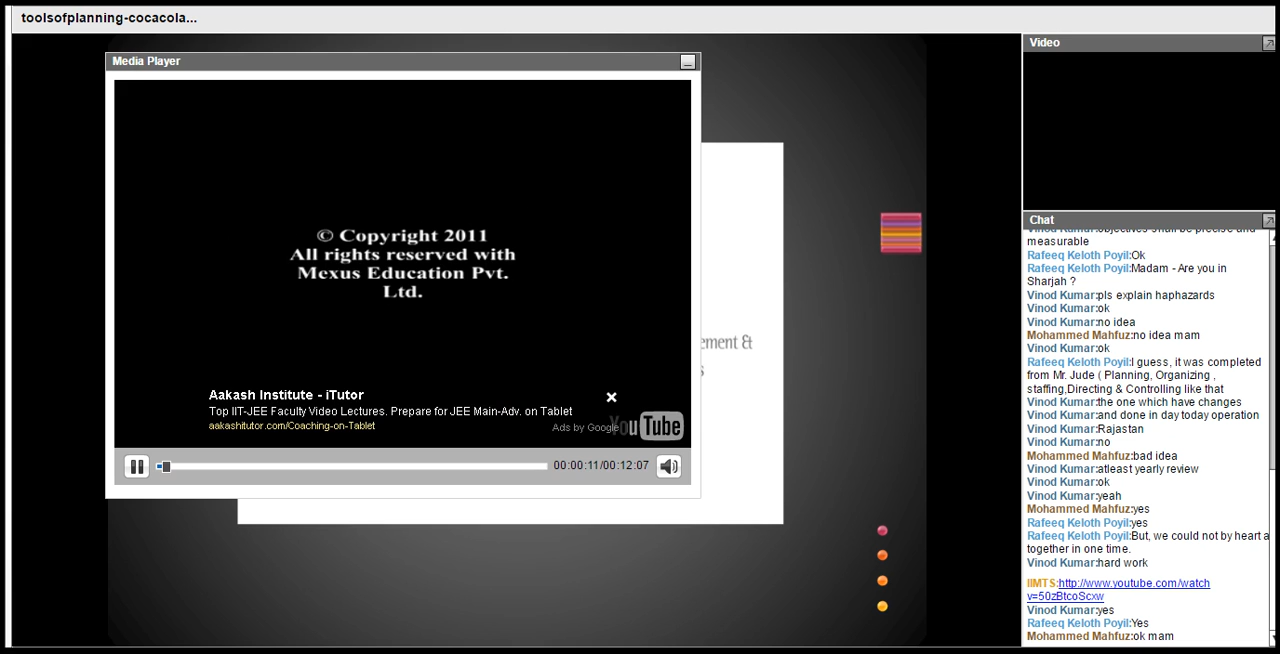 toolsofplanning-cocacola...
Media Player
© Copyright 2011
All rights reserved with
Mexus Education Pvt.
Ltd.
Aakash Institute - iTutor
Top IIT-JEE Faculty Video Lectures. Prepare for JEE Main-Adv. on Tablet
aakashitutor.com/Coaching-on-Tablet
Ads by Google
YouTube
00:00:11/00:12:07
ement &
s
Video
Chat
Vinod Kumar:objectives shall be precise and
measurable
Rafeeq Keloth Poyil:Ok
Rafeeq Keloth Poyil:Madam - Are you in
Sharjah ?
Vinod Kumar:pls explain haphazards
Vinod Kumar:ok
Vinod Kumar:no idea
Mohammed Mahfuz:no idea mam
Vinod Kumar:ok
Rafeeq Keloth Poyil:I guess, it was completed
from Mr. Jude ( Planning, Organizing ,
staffing,Directing & Controlling like that
Vinod Kumar:the one which have changes
Vinod Kumar:and done in day today operation
Vinod Kumar:Rajastan
Vinod Kumar:no
Mohammed Mahfuz:bad idea
Vinod Kumar:atleast yearly review
Vinod Kumar:ok
Vinod Kumar:yeah
Mohammed Mahfuz:yes
Rafeeq Keloth Poyil:yes
Rafeeq Keloth Poyil:But, we could not by heart a
together in one time.
Vinod Kumar:hard work
IIMTS:http://www.youtube.com/watch
v=50zBtcoScxw
Vinod Kumar:yes
Rafeeq Keloth Poyil:Yes
Mohammed Mahfuz:ok mam